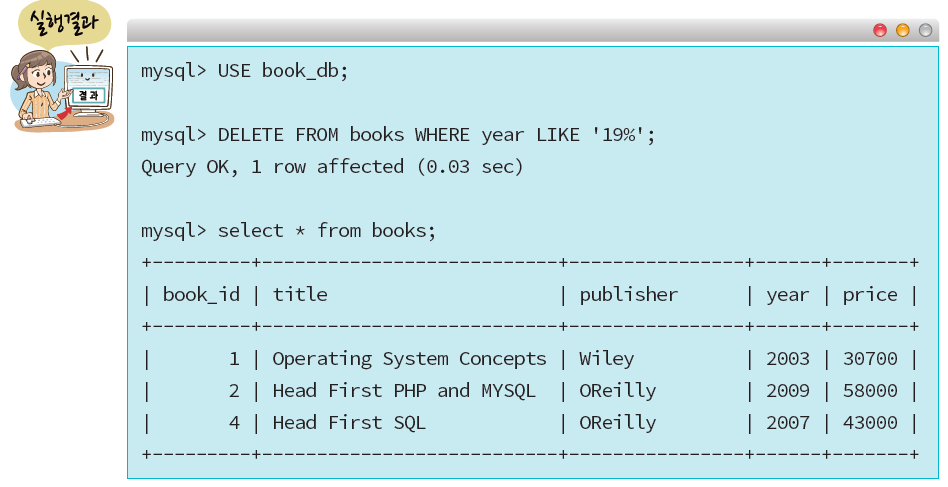 실행결과
결과
mysql> USE book_db;
mysql> DELETE FROM books WHERE year LIKE '19%';
Query OK, 1 row affected (0.03 sec)
mysql> select * from books;
+---------+---------------------------+----------------+------+-------+
| book_id | title                     | publisher      | year | price |
+---------+---------------------------+----------------+------+-------+
|       1 | Operating System Concepts | Wiley          | 2003 | 30700 |
|       2 | Head First PHP and MYSQL  | OReilly        | 2009 | 58000 |
|       4 | Head First SQL            | OReilly        | 2007 | 43000 |
+---------+---------------------------+----------------+------+-------+